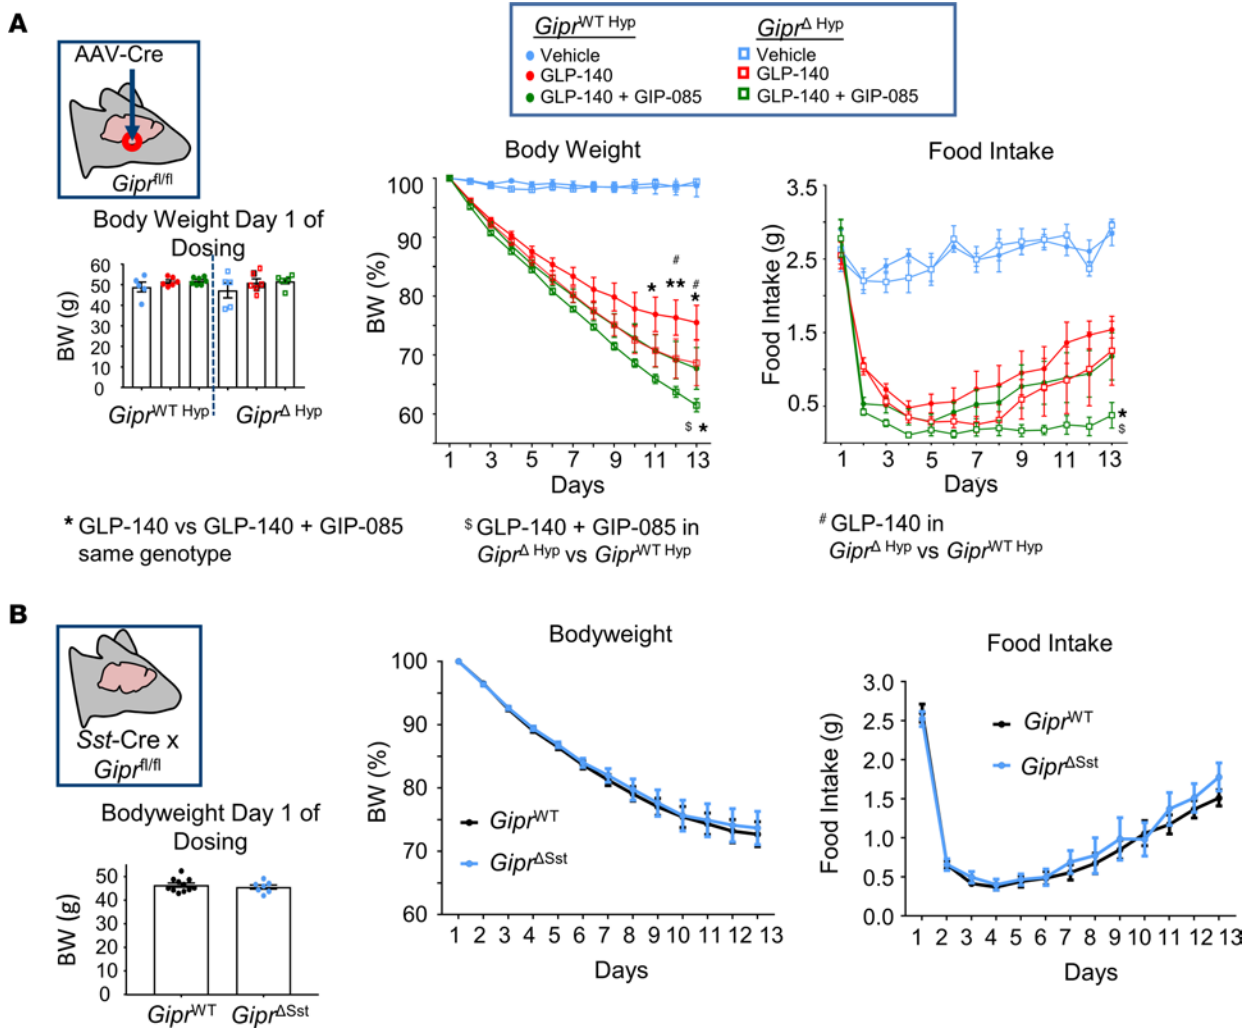 A
AAV-Cre
Gipr^fl/fl
Gipr^WT Hyp
Vehicle
GLP-140
GLP-140 + GIP-085
Gipr^Δ Hyp
Vehicle
GLP-140
GLP-140 + GIP-085
Body Weight Day 1 of
Dosing
BW (g)
60
50
40
30
20
10
0
Gipr^WT Hyp
Gipr^Δ Hyp
Body Weight
BW (%)
100
90
80
70
60
1 3 5 7 9 11 13
Days
#
* ** # *
$ *
Food Intake
Food Intake (g)
3.5
2.5
1.5
0.5
1 3 5 7 9 11 13
Days
*
$
* GLP-140 vs GLP-140 + GIP-085
same genotype
$ GLP-140 + GIP-085 in
Gipr^Δ Hyp vs Gipr^WT Hyp
# GLP-140 in
Gipr^Δ Hyp vs Gipr^WT Hyp
B
Sst-Cre x
Gipr^fl/fl
Bodyweight Day 1 of
Dosing
BW (g)
50
40
30
20
10
0
Gipr^WT Gipr^ΔSst
Bodyweight
BW (%)
100
90
80
70
60
Gipr^WT
Gipr^ΔSst
1 2 3 4 5 6 7 8 9 10 11 12 13
Days
Food Intake
Food Intake (g)
3.0
2.5
2.0
1.5
1.0
0.5
0.0
Gipr^WT
Gipr^ΔSst
1 2 3 4 5 6 7 8 9 10 11 12 13
Days